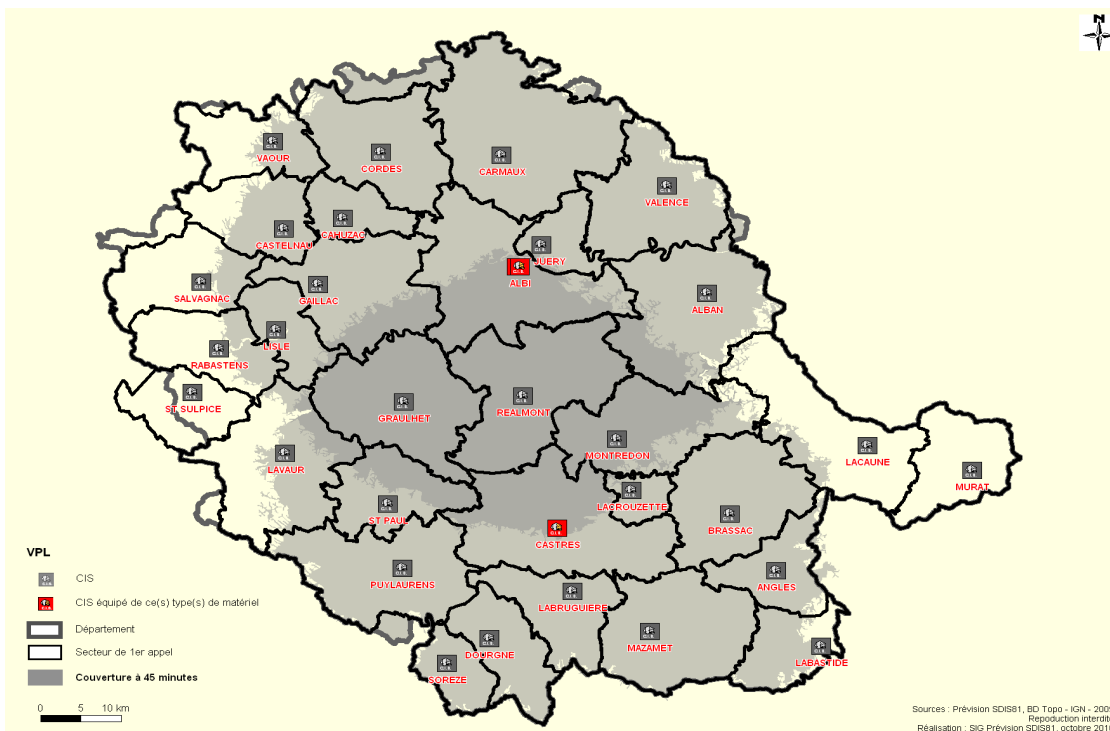 N
VAOUR
CORDES
CARMAUX
VALENCE
CASTELNAU
CAHUZAC
JUERY
ALBI
SALVAGNAC
GAILLAC
ALBAN
LISLE
RABASTENS
ST SULPICE
GRAULHET
REALMONT
MONTREDON
LACAUNE
LAVAUR
MURAT
LACROUZETTE
ST PAUL
BRASSAC
CASTRES
PUYLAURENS
ANGLES
LABRUGUIERE
MAZAMET
DOURGNE
LABASTIDE
SOREZE
VPL
CIS
CIS équipé de ce(s) type(s) de matériel
Département
Secteur de 1er appel
Couverture à 45 minutes
0 5 10 km
Sources : Prévision SDIS81, BD Topo - IGN - 2009
Repoduction interdite
Réalisation : SIG Prévision SDIS81, octobre 2010